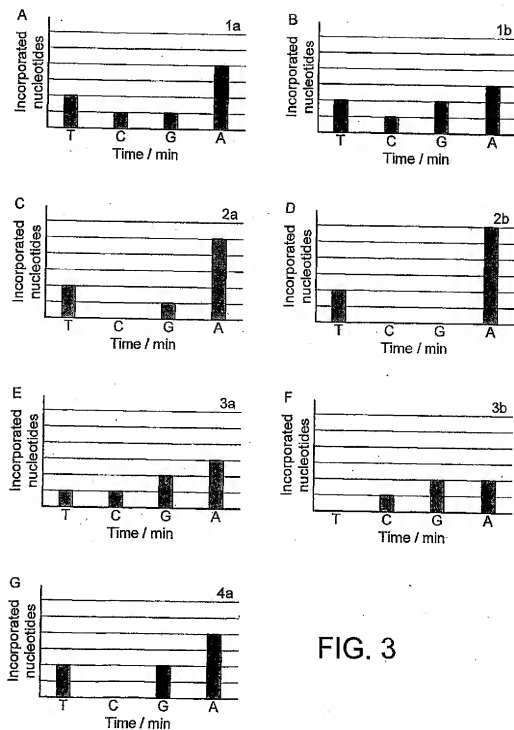 A
1a
Incorporated
nucleotides
T C G A
Time / min
B
1b
Incorporated
nucleotides
T C G A
Time / min
C
2a
Incorporated
nucleotides
T C G A
Time / min
D
2b
Incorporated
nucleotides
T C G A
Time / min
E
3a
Incorporated
nucleotides
T C G A
Time / min
F
3b
Incorporated
nucleotides
T C G A
Time / min
G
4a
Incorporated
nucleotides
T C G A
Time / min
FIG. 3